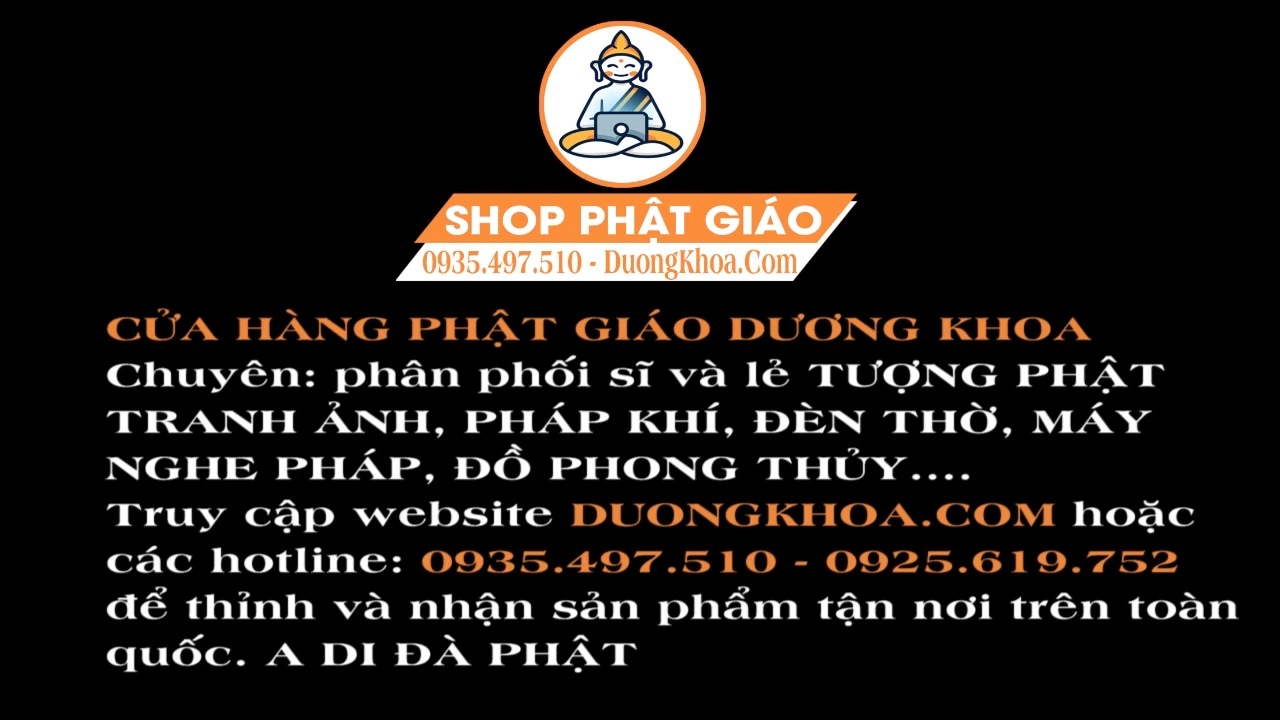 SHOP PHẬT GIÁO
0935.497.510 - DuongKhoa.Com
CỬA HÀNG PHẬT GIÁO DƯƠNG KHOA
Chuyên: phân phối sĩ và lẻ TƯỢNG PHẬT
TRANH ẢNH, PHÁP KHÍ, ĐÈN THỜ, MÁY
NGHE PHÁP, ĐỒ PHONG THỦY....
Truy cập website DUONGKHOA.COM hoặc
các hotline: 0935.497.510 - 0925.619.752
để thỉnh và nhận sản phẩm tận nơi trên toàn
quốc. A DI ĐÀ PHẬT